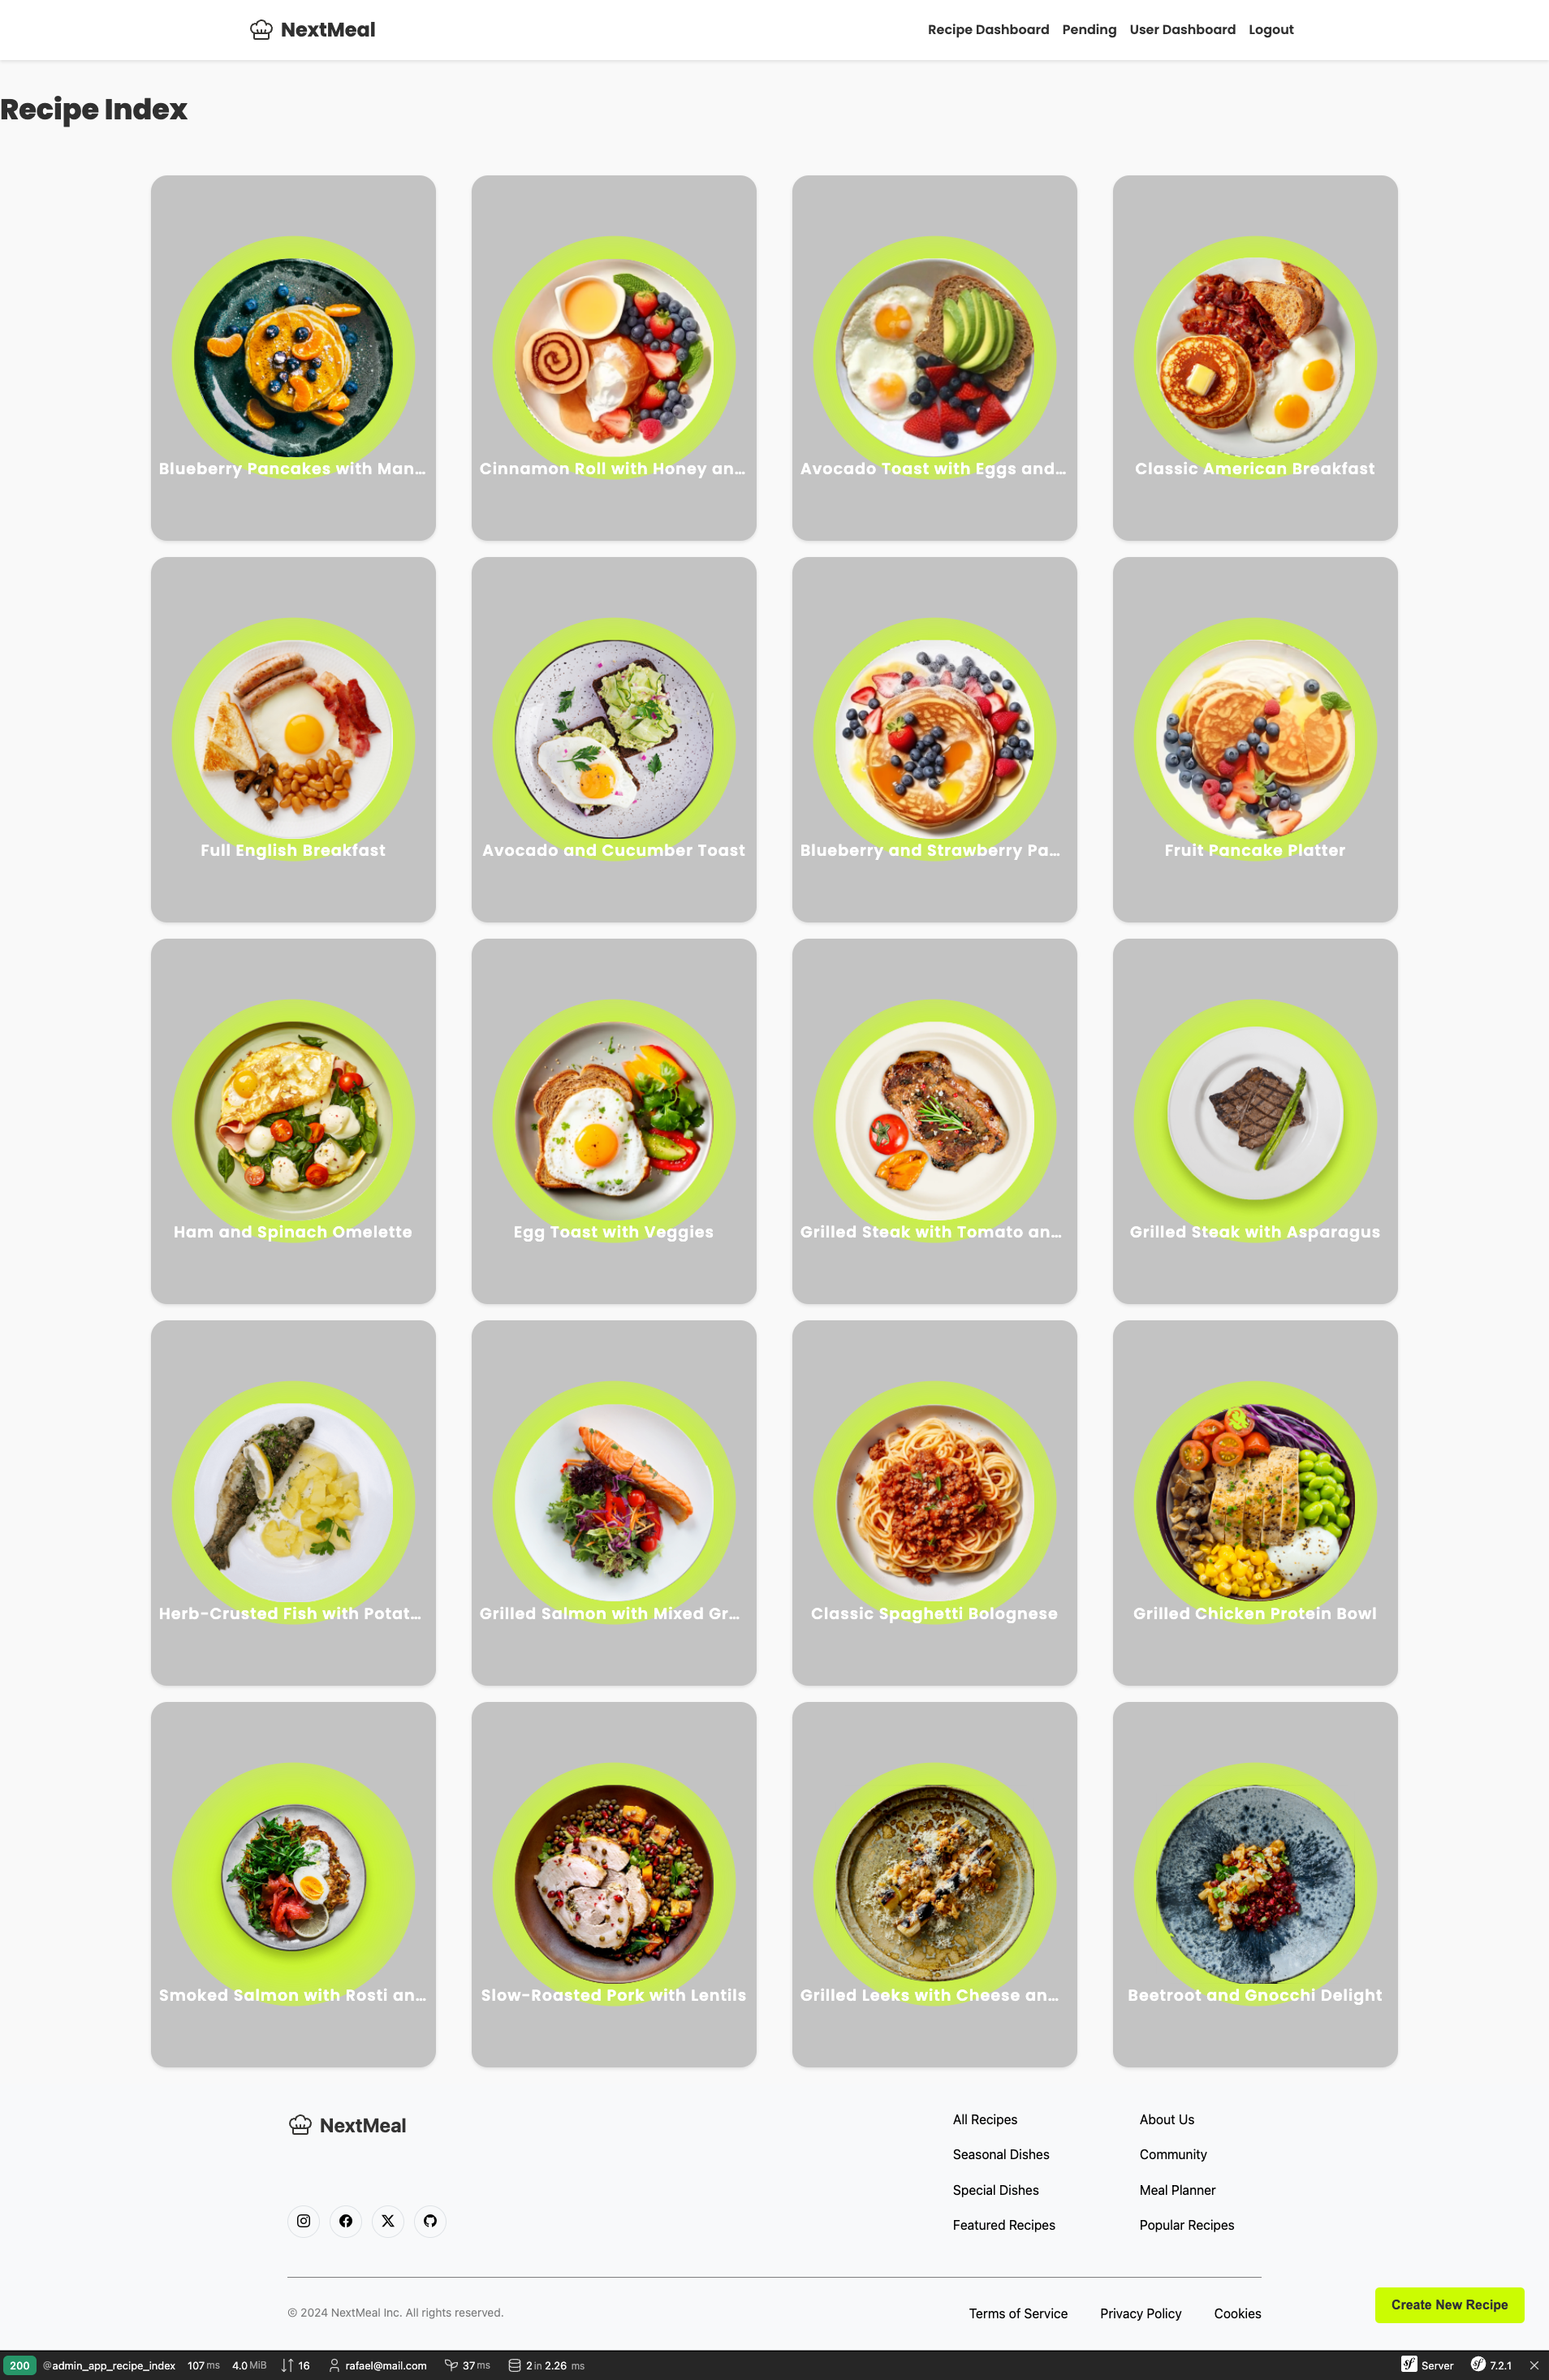 NextMeal
Recipe Dashboard Pending User Dashboard Logout
Recipe Index
Blueberry Pancakes with Man...
Cinnamon Roll with Honey an...
Avocado Toast with Eggs and...
Classic American Breakfast
Full English Breakfast
Avocado and Cucumber Toast
Blueberry and Strawberry Pa...
Fruit Pancake Platter
Ham and Spinach Omelette
Egg Toast with Veggies
Grilled Steak with Tomato an...
Grilled Steak with Asparagus
Herb-Crusted Fish with Potat...
Grilled Salmon with Mixed Gr...
Classic Spaghetti Bolognese
Grilled Chicken Protein Bowl
Smoked Salmon with Rosti an...
Slow-Roasted Pork with Lentils
Grilled Leeks with Cheese an...
Beetroot and Gnocchi Delight
NextMeal
All Recipes
Seasonal Dishes
Special Dishes
Featured Recipes
About Us
Community
Meal Planner
Popular Recipes
© 2024 NextMeal Inc. All rights reserved.
Terms of Service Privacy Policy Cookies
Create New Recipe
200 @admin_app_recipe_index 107 ms 4.0 MiB 16 rafael@mail.com 37 ms 2 in 2.26 ms Server 7.2.1